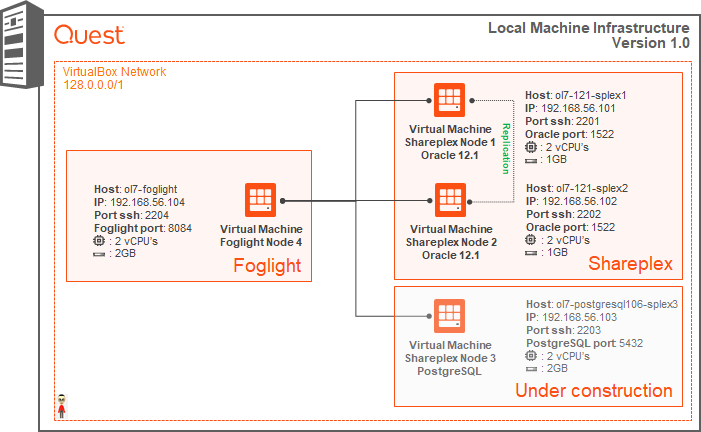 Quest
Local Machine Infrastructure
Version 1.0
VirtualBox Network
128.0.0.0/1
Host: ol7-foglight
IP: 192.168.56.104
Port ssh: 2204
Foglight port: 8084
: 2 vCPU's
: 2GB
Virtual Machine
Foglight Node 4
Foglight
Virtual Machine
Shareplex Node 1
Oracle 12.1
Replication
Host: ol7-121-splex1
IP: 192.168.56.101
Port ssh: 2201
Oracle port: 1522
: 2 vCPU's
: 1GB
Virtual Machine
Shareplex Node 2
Oracle 12.1
Host: ol7-121-splex2
IP: 192.168.56.102
Port ssh: 2202
Oracle port: 1522
: 2 vCPU's
: 1GB
Shareplex
Virtual Machine
Shareplex Node 3
PostgreSQL
Host: ol7-postgresql106-splex3
IP: 192.168.56.103
Port ssh: 2203
PostgreSQL port: 5432
: 2 vCPU's
: 2GB
Under construction